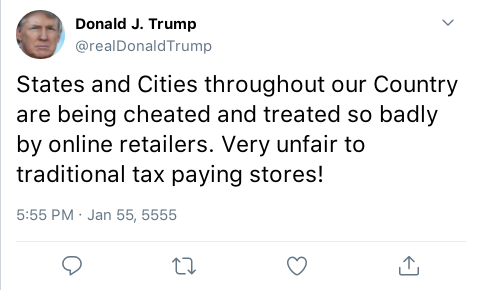 Donald J. Trump
@realDonaldTrump
States and Cities throughout our Country
are being cheated and treated so badly
by online retailers. Very unfair to
traditional tax paying stores!
5:55 PM · Jan 55, 5555